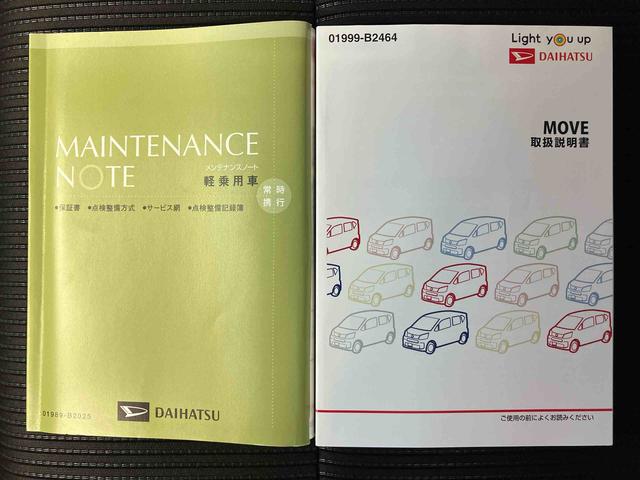 MAINTENANCE
NOTE
メンテナンスノート
軽乗用車
常時
携行
●保証書 ●点検整備方式 ●サービス網 ●点検整備記録簿
01989-B2025
DAIHATSU
01999-B2464
Light you up
DAIHATSU
MOVE
取扱説明書
ご使用の前によくお読みください